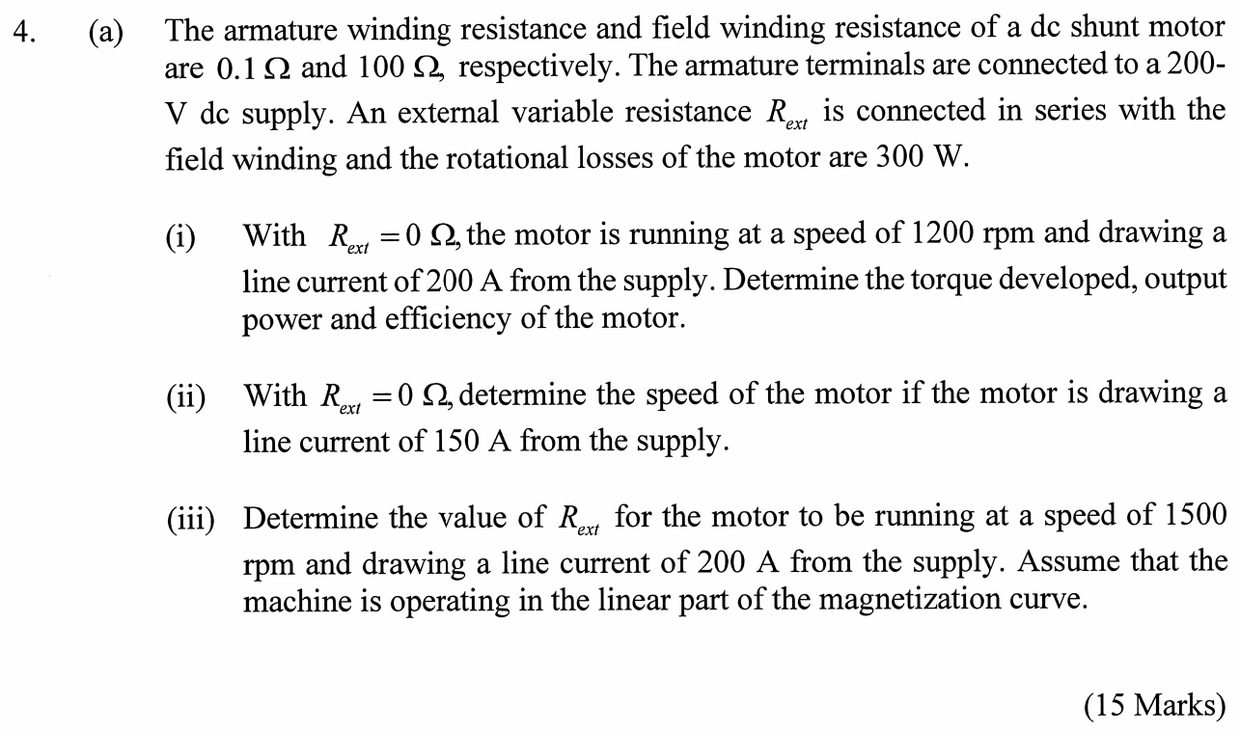 4. (a) The armature winding resistance and field winding resistance of a dc shunt motor
are 0.1 Ω and 100 Ω, respectively. The armature terminals are connected to a 200-
V dc supply. An external variable resistance R_ext is connected in series with the
field winding and the rotational losses of the motor are 300 W.
(i) With R_ext = 0 Ω, the motor is running at a speed of 1200 rpm and drawing a
line current of 200 A from the supply. Determine the torque developed, output
power and efficiency of the motor.
(ii) With R_ext = 0 Ω, determine the speed of the motor if the motor is drawing a
line current of 150 A from the supply.
(iii) Determine the value of R_ext for the motor to be running at a speed of 1500
rpm and drawing a line current of 200 A from the supply. Assume that the
machine is operating in the linear part of the magnetization curve.
(15 Marks)